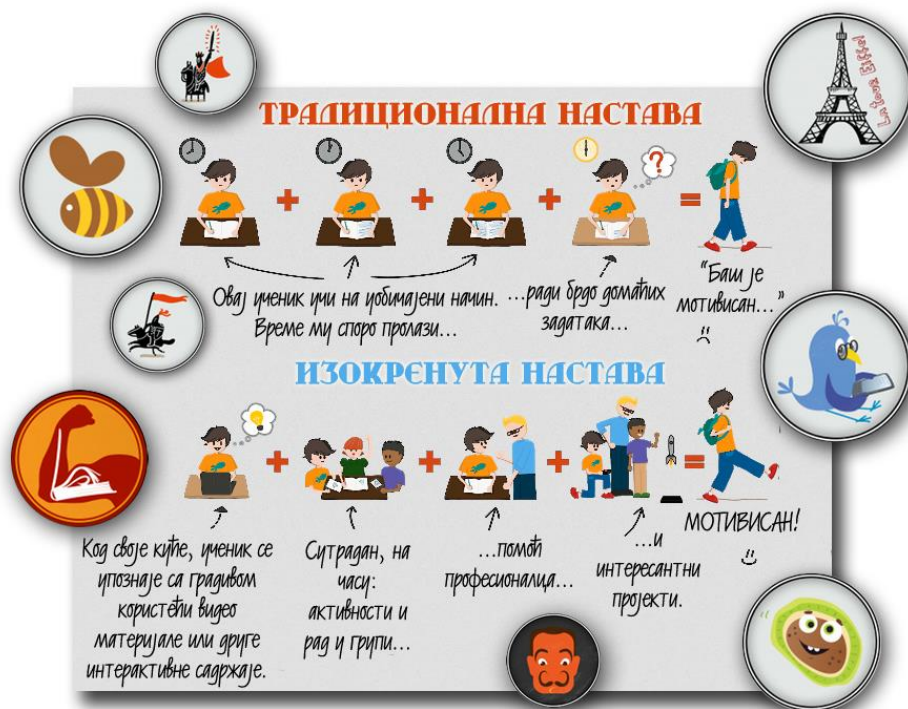 La tour Eiffel
ТРАДИЦИОНАЛНА НАСТАВА
Овај ученик учи на уобичајени начин.
Време му споро пролази...
...ради брдо домаћих
задатака...
"Баш је
мотивисан..."
ИЗОКРЕНУТА НАСТАВА
Код своје куће, ученик се
упознаје са градивом
користећи видео
материјале или друге
интерактивне садржаје.
Сутрадан, на
часу:
активности и
рад у групи...
...помоћ
професионалца...
...и
интересантни
пројекти.
МОТИВИСАН!